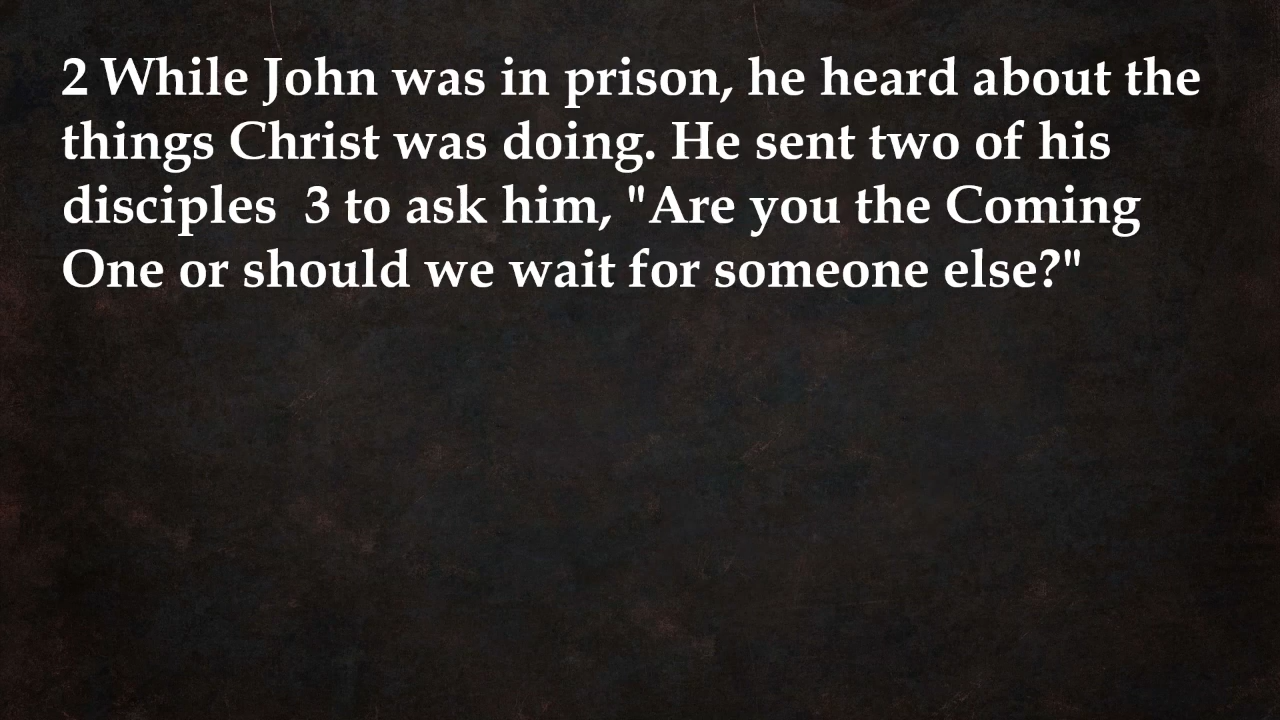 2 While John was in prison, he heard about the
things Christ was doing. He sent two of his
disciples  3 to ask him, "Are you the Coming
One or should we wait for someone else?"